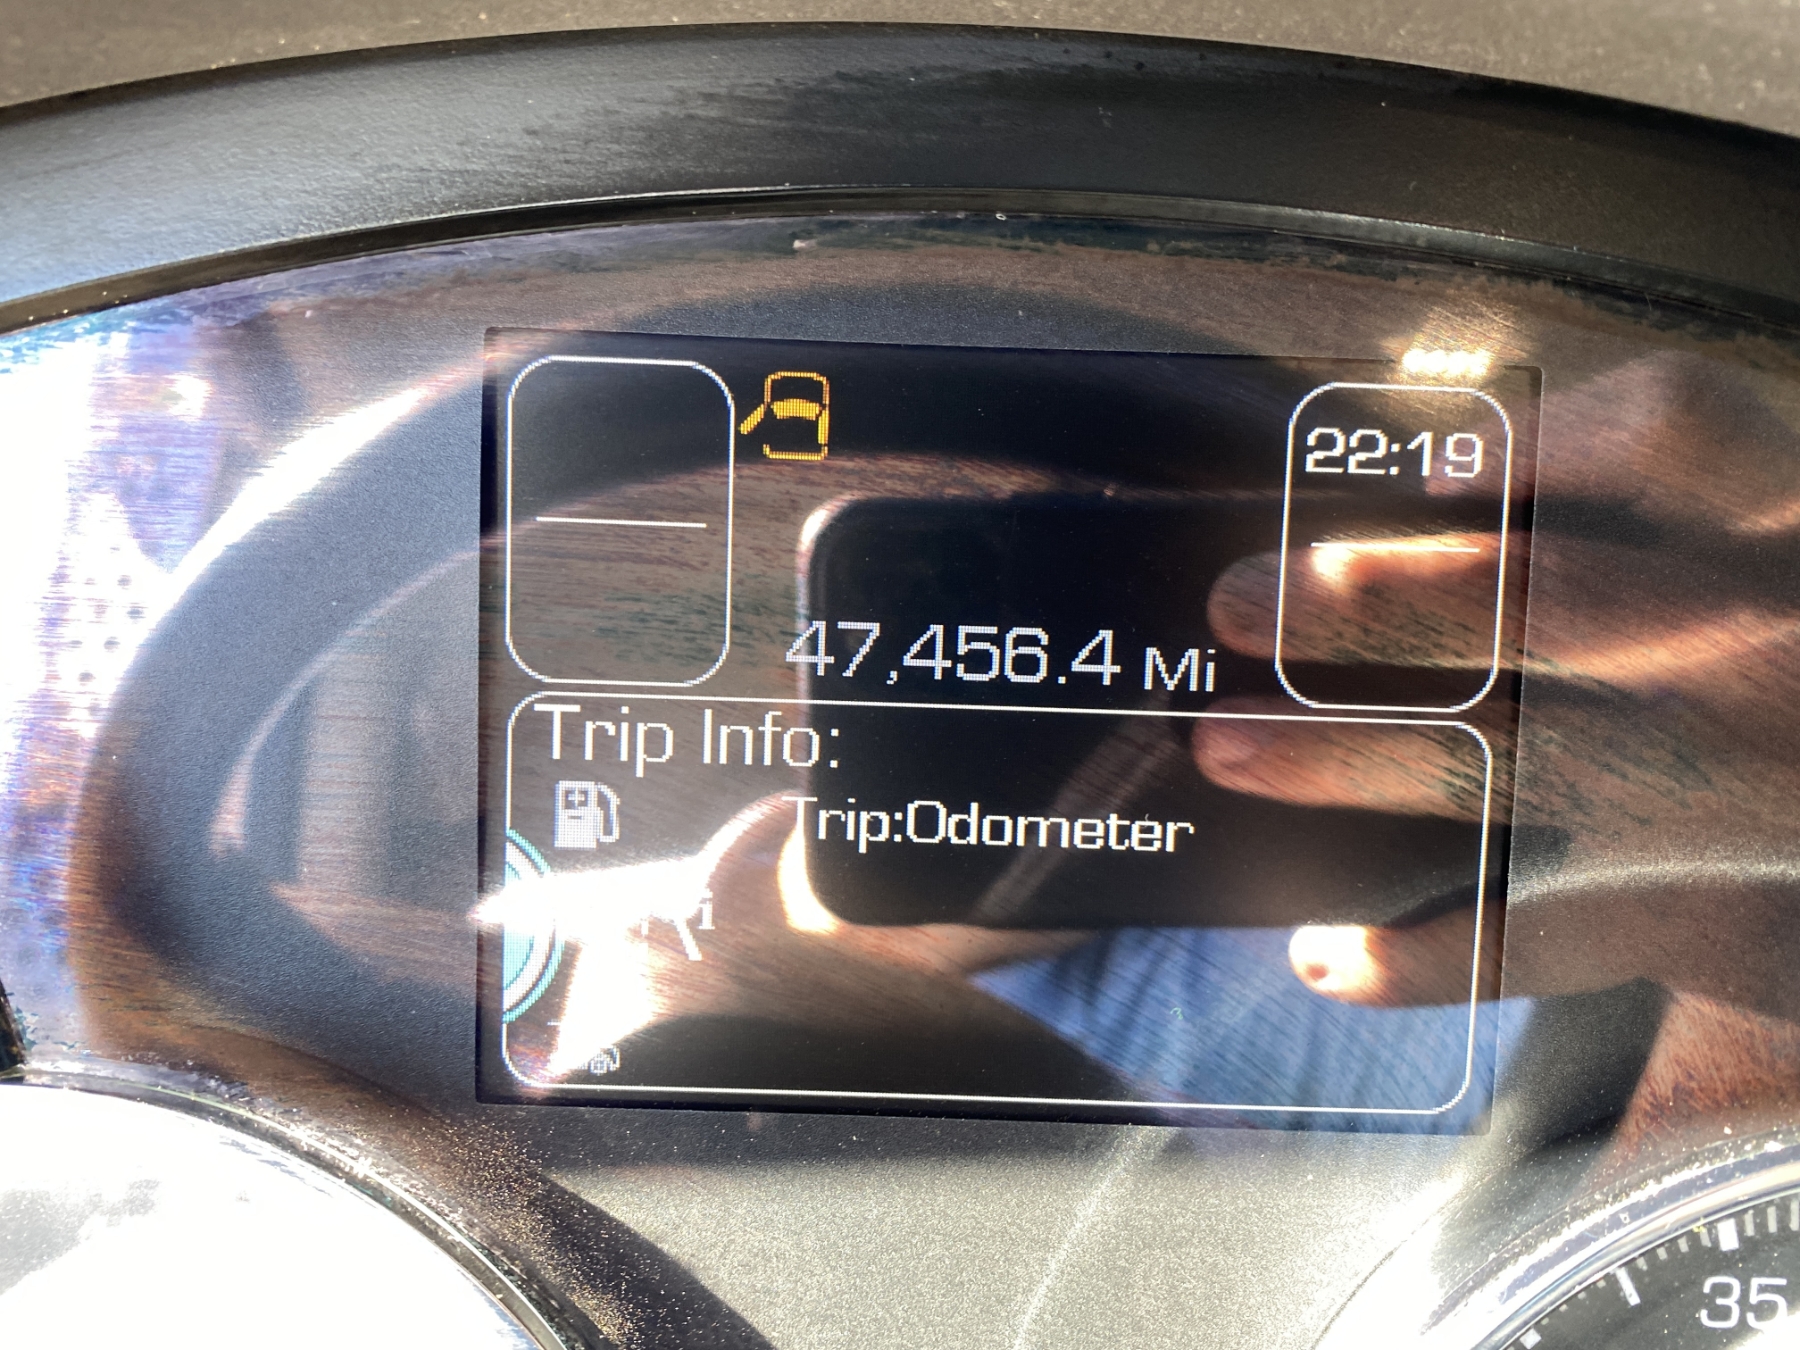 22:19
47,456.4 Mi
Trip Info:
Trip:Odometer
35